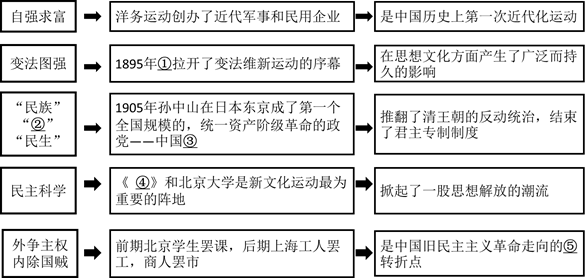 自强求富
洋务运动创办了近代军事和民用企业
是中国历史上第一次近代化运动
变法图强
1895年①拉开了变法维新运动的序幕
在思想文化方面产生了广泛而持
久的影响
“民族”
“②”
“民生”
1905年孙中山在日本东京成了第一个
全国规模的，统一资产阶级革命的政
党——中国③
推翻了清王朝的反动统治，结束
了君主专制制度
民主科学
《 ④》和北京大学是新文化运动最为
重要的阵地
掀起了一股思想解放的潮流
外争主权
内除国贼
前期北京学生罢课，后期上海工人罢
工，商人罢市
是中国旧民主主义革命走向的⑤
转折点